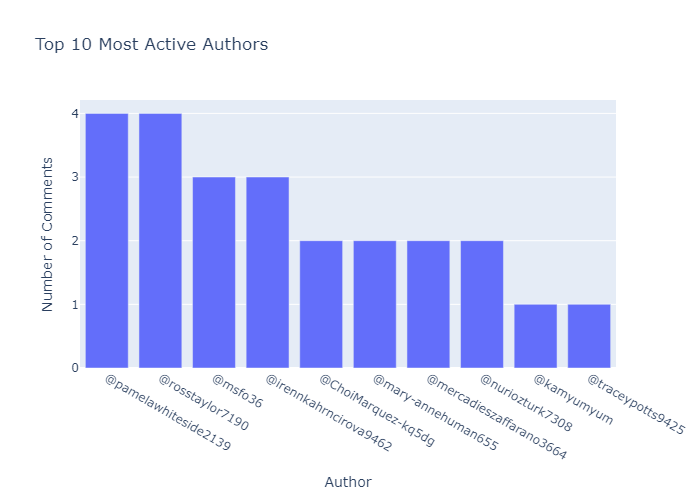 Top 10 Most Active Authors
Number of Comments
4
3
2
1
0
@pamelawhiteside2139
@rosstaylor7190
@msfo36
@irennkahrncirova9462
@ChoiMarquez-kq5dg
@mary-annehuman655
@mercadieszaffarano3664
@nuriozturk7308
@kamyumyum
@traceypotts9425
Author